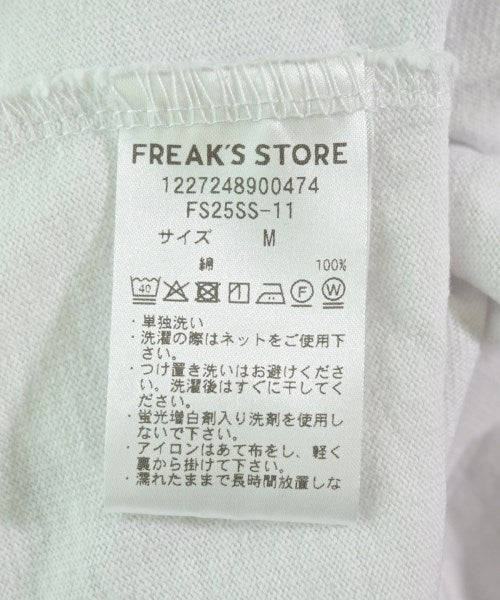 FREAK'S STORE
1227248900474
FS25SS-11
サイズ M
綿 100%
40 F W
・単独洗い
・洗濯の際はネットをご使用下
さい。
・つけ置き洗いはお避けくださ
い。洗濯後はすぐに干してく
ださい。
・蛍光増白剤入り洗剤を使用し
ないで下さい。
・アイロンはあて布をし、軽く
裏から掛けて下さい。
・濡れたままで長時間放置しな